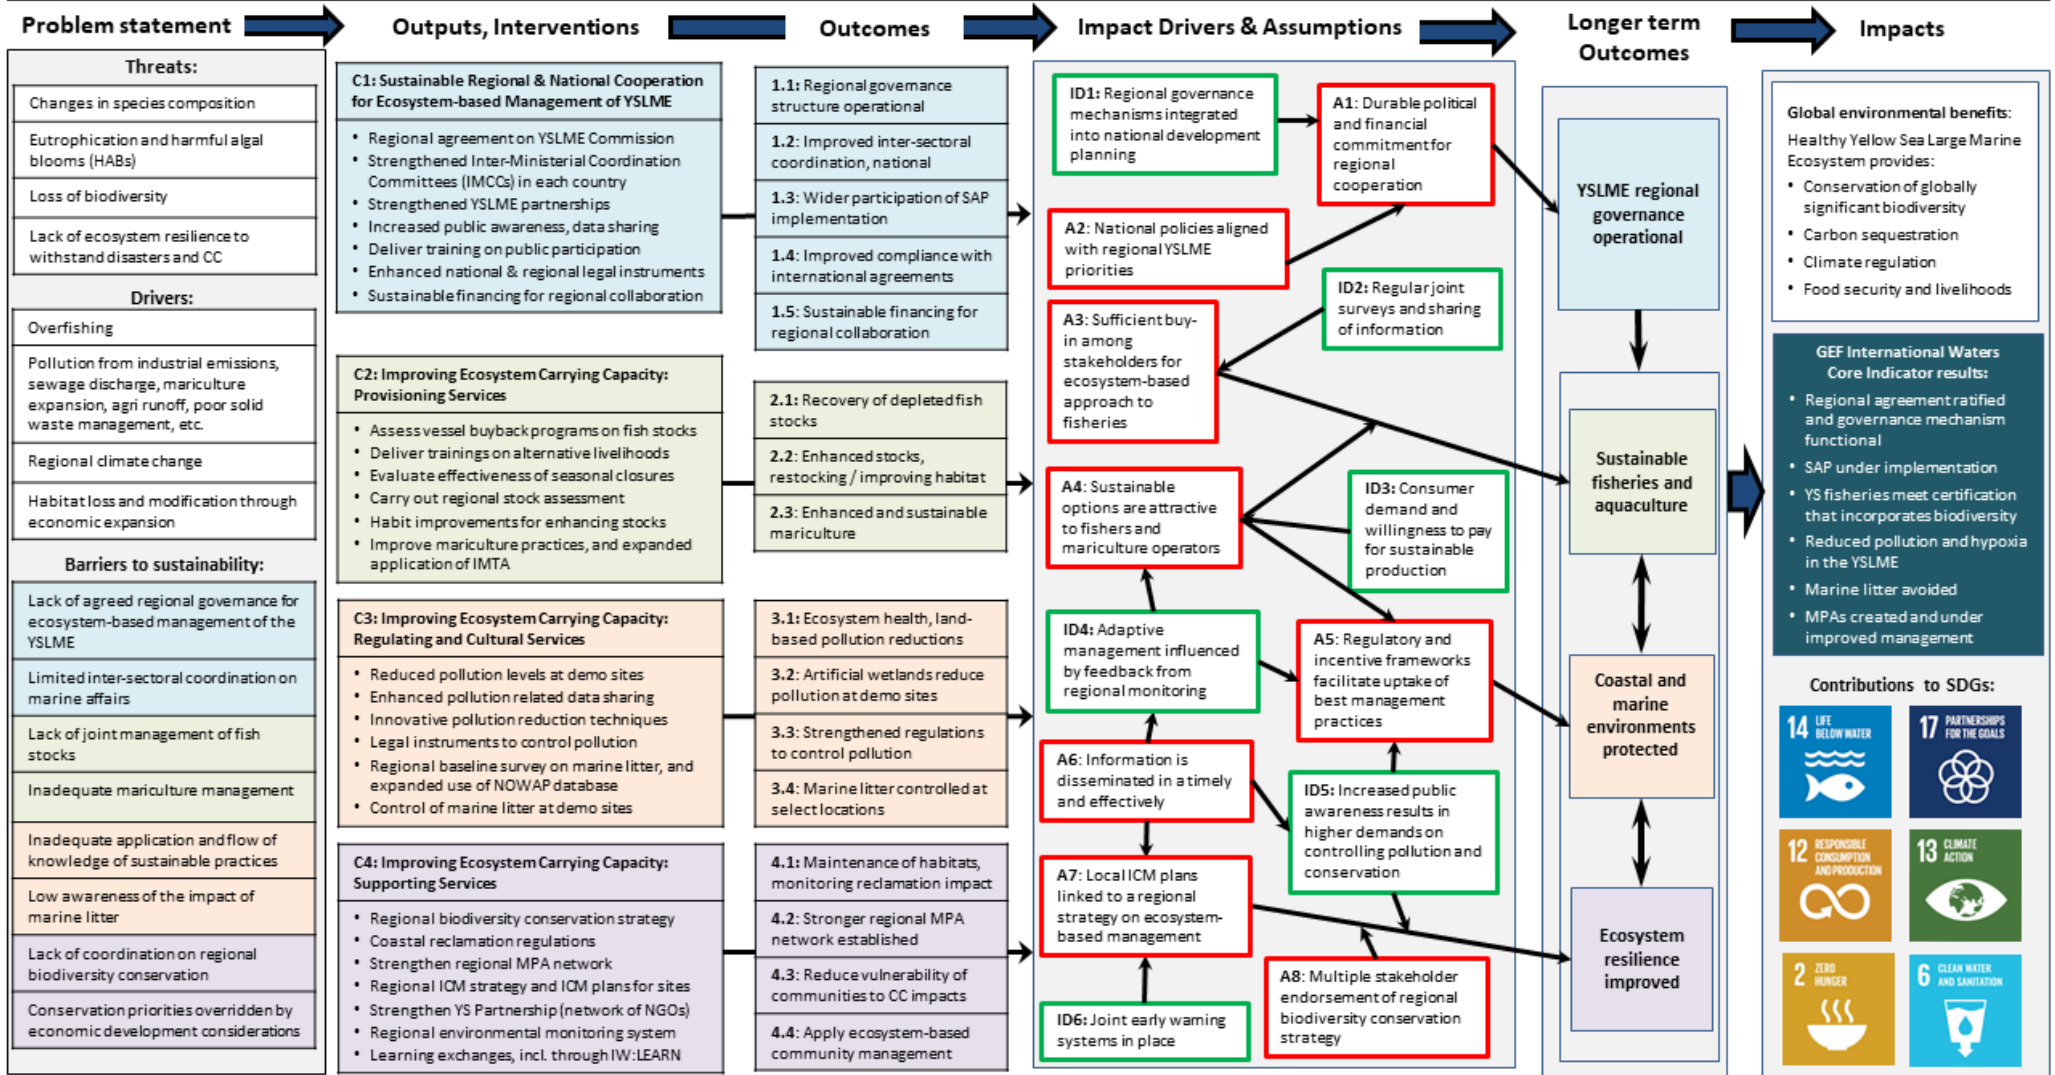 Problem statement
Outputs, Interventions
Outcomes
Impact Drivers & Assumptions
Longer term
Outcomes
Impacts
Threats:
Changes in species composition
Eutrophication and harmful algal
blooms (HABs)
Loss of biodiversity
Lack of ecosystem resilience to
withstand disasters and CC
Drivers:
Overfishing
Pollution from industrial emissions,
sewage discharge, mariculture
expansion, agri runoff, poor solid
waste management, etc.
Regional climate change
Habitat loss and modification through
economic expansion
Barriers to sustainability:
Lack of agreed regional governance for
ecosystem-based management of the
YSLME
Limited inter-sectoral coordination on
marine affairs
Lack of joint management of fish
stocks
Inadequate mariculture management
Inadequate application and flow of
knowledge of sustainable practices
Low awareness of the impact of
marine litter
Lack of coordination on regional
biodiversity conservation
Conservation priorities overridden by
economic development considerations
C1: Sustainable Regional & National Cooperation
for Ecosystem-based Management of YSLME
• Regional agreement on YSLME Commission
• Strengthened Inter-Ministerial Coordination
Committees (IMCCs) in each country
• Strengthened YSLME partnerships
• Increased public awareness, data sharing
• Deliver training on public participation
• Enhanced national & regional legal instruments
• Sustainable financing for regional collaboration
C2: Improving Ecosystem Carrying Capacity:
Provisioning Services
• Assess vessel buyback programs on fish stocks
• Deliver trainings on alternative livelihoods
• Evaluate effectiveness of seasonal closures
• Carry out regional stock assessment
• Habit improvements for enhancing stocks
• Improve mariculture practices, and expanded
application of IMTA
C3: Improving Ecosystem Carrying Capacity:
Regulating and Cultural Services
• Reduced pollution levels at demo sites
• Enhanced pollution related data sharing
• Innovative pollution reduction techniques
• Legal instruments to control pollution
• Regional baseline survey on marine litter, and
expanded use of NOWAP database
• Control of marine litter at demo sites
C4: Improving Ecosystem Carrying Capacity:
Supporting Services
• Regional biodiversity conservation strategy
• Coastal reclamation regulations
• Strengthen regional MPA network
• Regional ICM strategy and ICM plans for sites
• Strengthen YS Partnership (network of NGOs)
• Regional environmental monitoring system
• Learning exchanges, incl. through IW:LEARN
1.1: Regional governance
structure operational
1.2: Improved inter-sectoral
coordination, national
1.3: Wider participation of SAP
implementation
1.4: Improved compliance with
international agreements
1.5: Sustainable financing for
regional collaboration
2.1: Recovery of depleted fish
stocks
2.2: Enhanced stocks,
restocking / improving habitat
2.3: Enhanced and sustainable
mariculture
3.1: Ecosystem health, land-
based pollution reductions
3.2: Artificial wetlands reduce
pollution at demo sites
3.3: Strengthened regulations
to control pollution
3.4: Marine litter controlled at
select locations
4.1: Maintenance of habitats,
monitoring reclamation impact
4.2: Stronger regional MPA
network established
4.3: Reduce vulnerability of
communities to CC impacts
4.4: Apply ecosystem-based
community management
ID1: Regional governance
mechanisms integrated
into national development
planning
A1: Durable political
and financial
commitment for
regional
cooperation
A2: National policies aligned
with regional YSLME
priorities
ID2: Regular joint
surveys and sharing
of information
A3: Sufficient buy-
in among
stakeholders for
ecosystem-based
approach to
fisheries
A4: Sustainable
options are attractive
to fishers and
mariculture operators
ID3: Consumer
demand and
willingness to pay
for sustainable
production
ID4: Adaptive
management influenced
by feedback from
regional monitoring
A5: Regulatory and
incentive frameworks
facilitate uptake of
best management
practices
A6: Information is
disseminated in a timely
and effectively
ID5: Increased public
awareness results in
higher demands on
controlling pollution and
conservation
A7: Local ICM plans
linked to a regional
strategy on ecosystem-
based management
A8: Multiple stakeholder
endorsement of regional
biodiversity conservation
strategy
ID6: Joint early warning
systems in place
YSLME regional
governance
operational
Sustainable
fisheries and
aquaculture
Coastal and
marine
environments
protected
Ecosystem
resilience
improved
Global environmental benefits:
Healthy Yellow Sea Large Marine
Ecosystem provides:
• Conservation of globally
significant biodiversity
• Carbon sequestration
• Climate regulation
• Food security and livelihoods
GEF International Waters
Core Indicator results:
• Regional agreement ratified
and governance mechanism
functional
• SAP under implementation
• YS fisheries meet certification
that incorporates biodiversity
• Reduced pollution and hypoxia
in the YSLME
• Marine litter avoided
• MPAs created and under
improved management
Contributions to SDGs:
14 LIFE
BELOW WATER
17 PARTNERSHIPS
FOR THE GOALS
12 RESPONSIBLE
CONSUMPTION
AND PRODUCTION
13 CLIMATE
ACTION
2 ZERO
HUNGER
6 CLEAN WATER
AND SANITATION